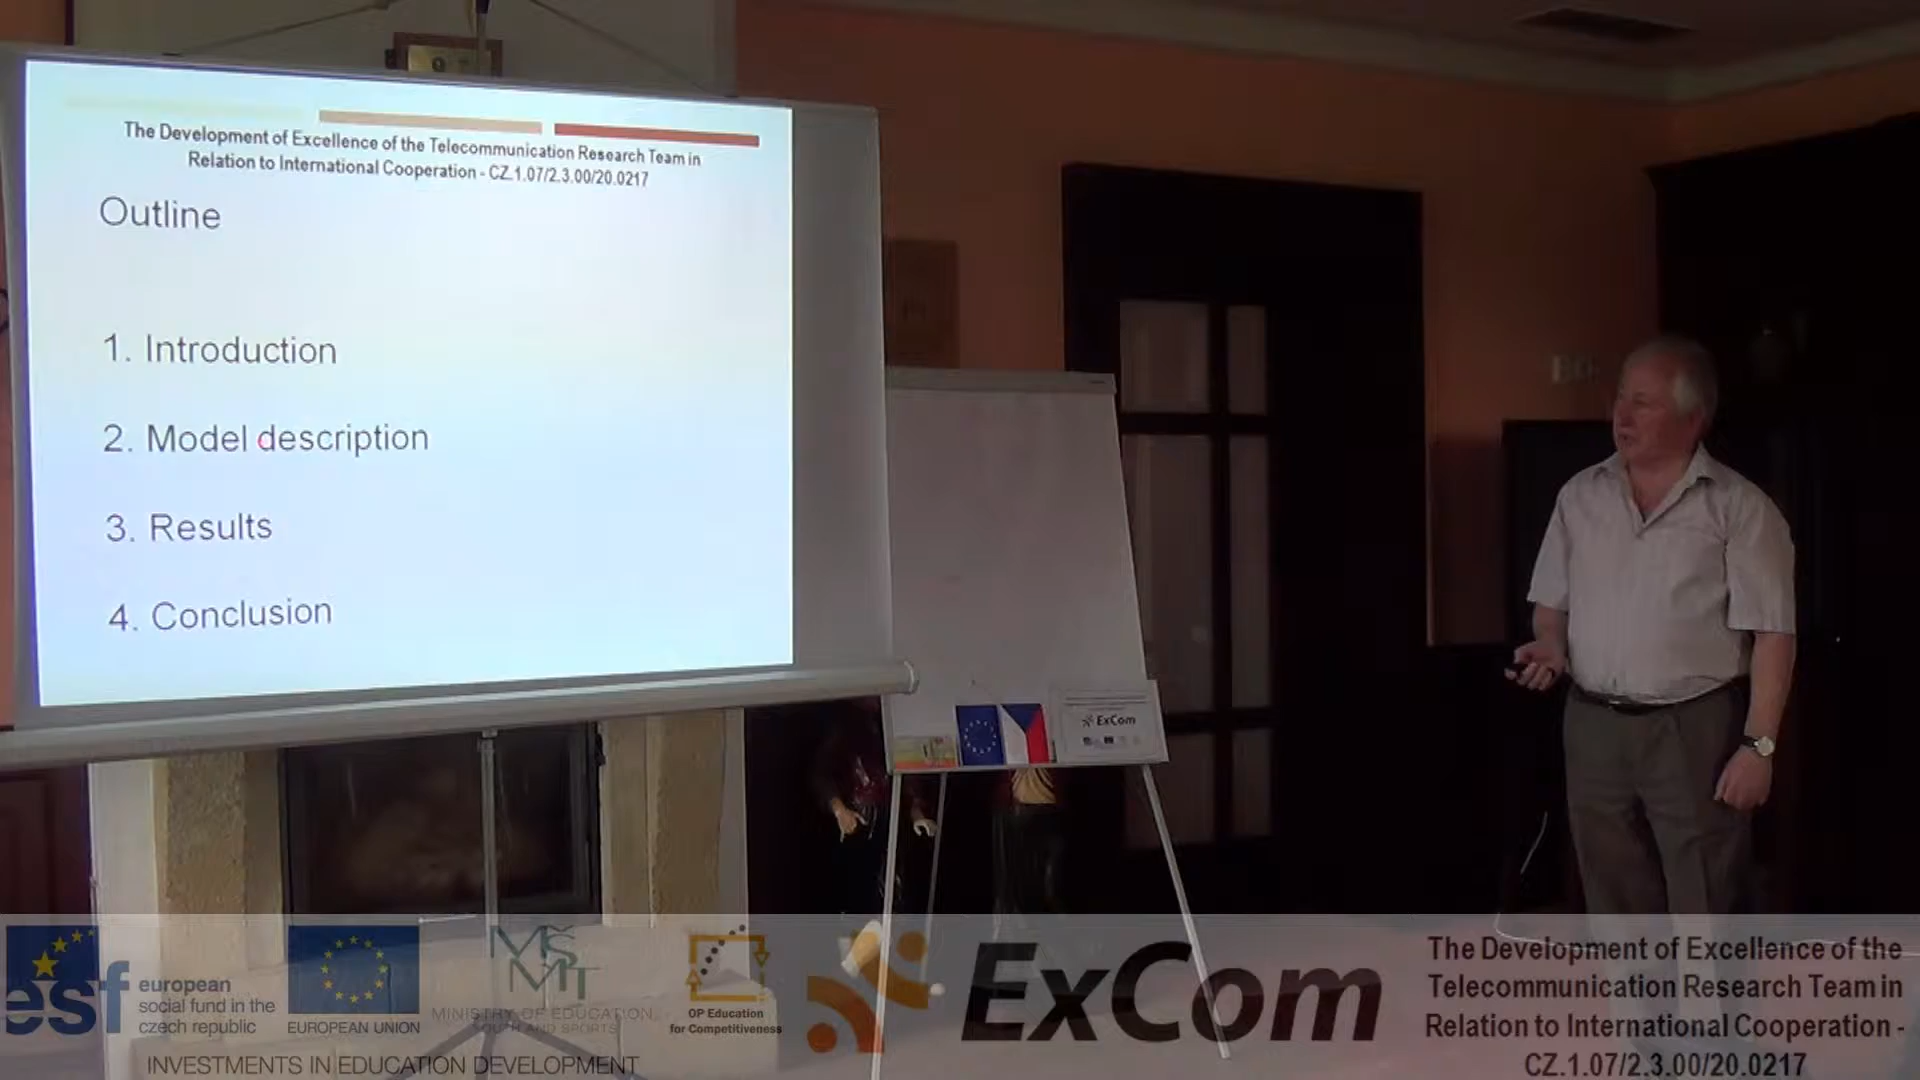 The Development of Excellence of the Telecommunication Research Team in
Relation to International Cooperation - CZ.1.07/2.3.00/20.0217
Outline
1. Introduction
2. Model description
3. Results
4. Conclusion
ExCom
esf
european
social fund in the
czech republic
EUROPEAN UNION
MŠ
MT
MINISTRY OF EDUCATION,
YOUTH AND SPORTS
OP Education
for Competitiveness
INVESTMENTS IN EDUCATION DEVELOPMENT
ExCom
The Development of Excellence of the
Telecommunication Research Team in
Relation to International Cooperation -
CZ.1.07/2.3.00/20.0217